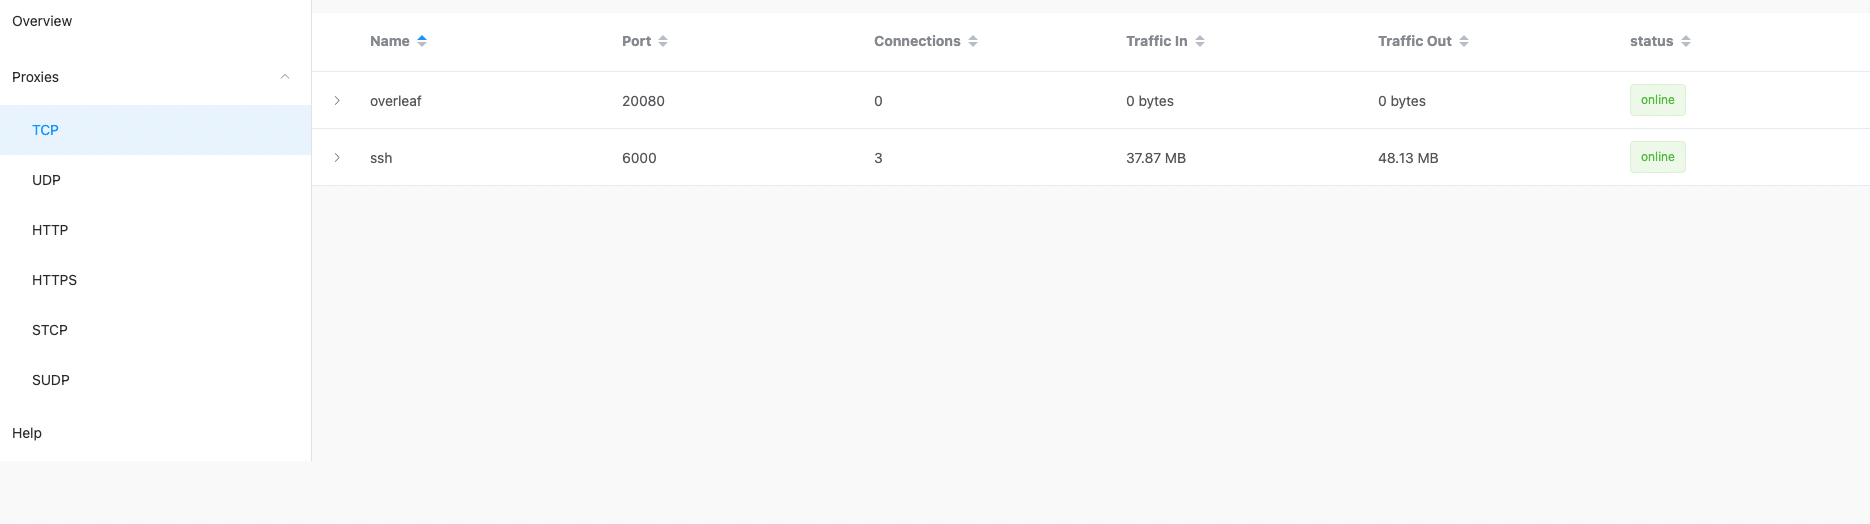 Overview
Proxies
TCP
UDP
HTTP
HTTPS
STCP
SUDP
Help
Name Port Connections Traffic In Traffic Out status
overleaf 20080 0 0 bytes 0 bytes online
ssh 6000 3 37.87 MB 48.13 MB online